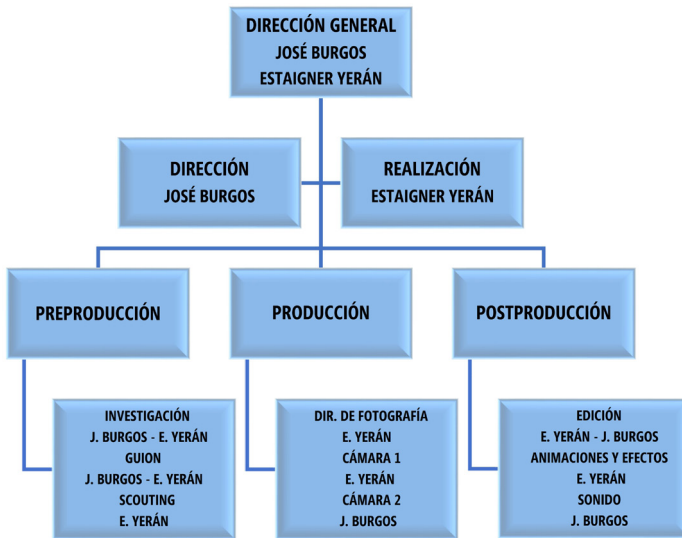 DIRECCIÓN GENERAL
JOSÉ BURGOS
ESTAIGNER YERÁN
DIRECCIÓN
JOSÉ BURGOS
REALIZACIÓN
ESTAIGNER YERÁN
PREPRODUCCIÓN
PRODUCCIÓN
POSTPRODUCCIÓN
INVESTIGACIÓN
J. BURGOS - E. YERÁN
GUION
J. BURGOS - E. YERÁN
SCOUTING
E. YERÁN
DIR. DE FOTOGRAFÍA
E. YERÁN
CÁMARA 1
E. YERÁN
CÁMARA 2
J. BURGOS
EDICIÓN
E. YERÁN - J. BURGOS
ANIMACIONES Y EFECTOS
E. YERÁN
SONIDO
J. BURGOS